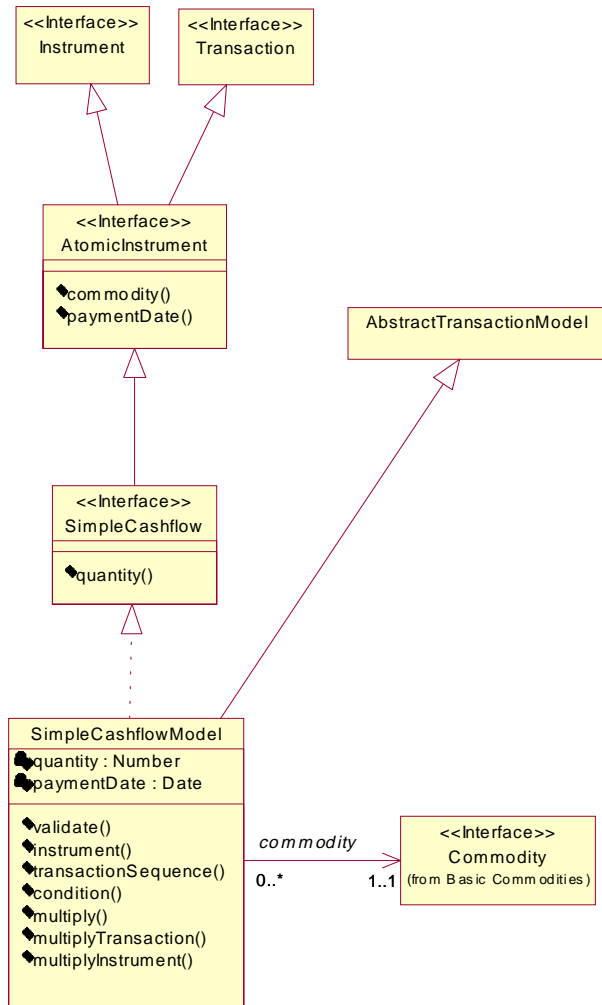 <<Interface>>
Instrument
<<Interface>>
Transaction
<<Interface>>
AtomicInstrument
commodity()
paymentDate()
AbstractTransactionModel
<<Interface>>
SimpleCashflow
quantity()
SimpleCashflowModel
quantity : Number
paymentDate : Date
validate()
instrument()
transactionSequence()
condition()
multiply()
multiplyTransaction()
multiplyInstrument()
commodity
0..*
1..1
<<Interface>>
Commodity
(from Basic Commodities)